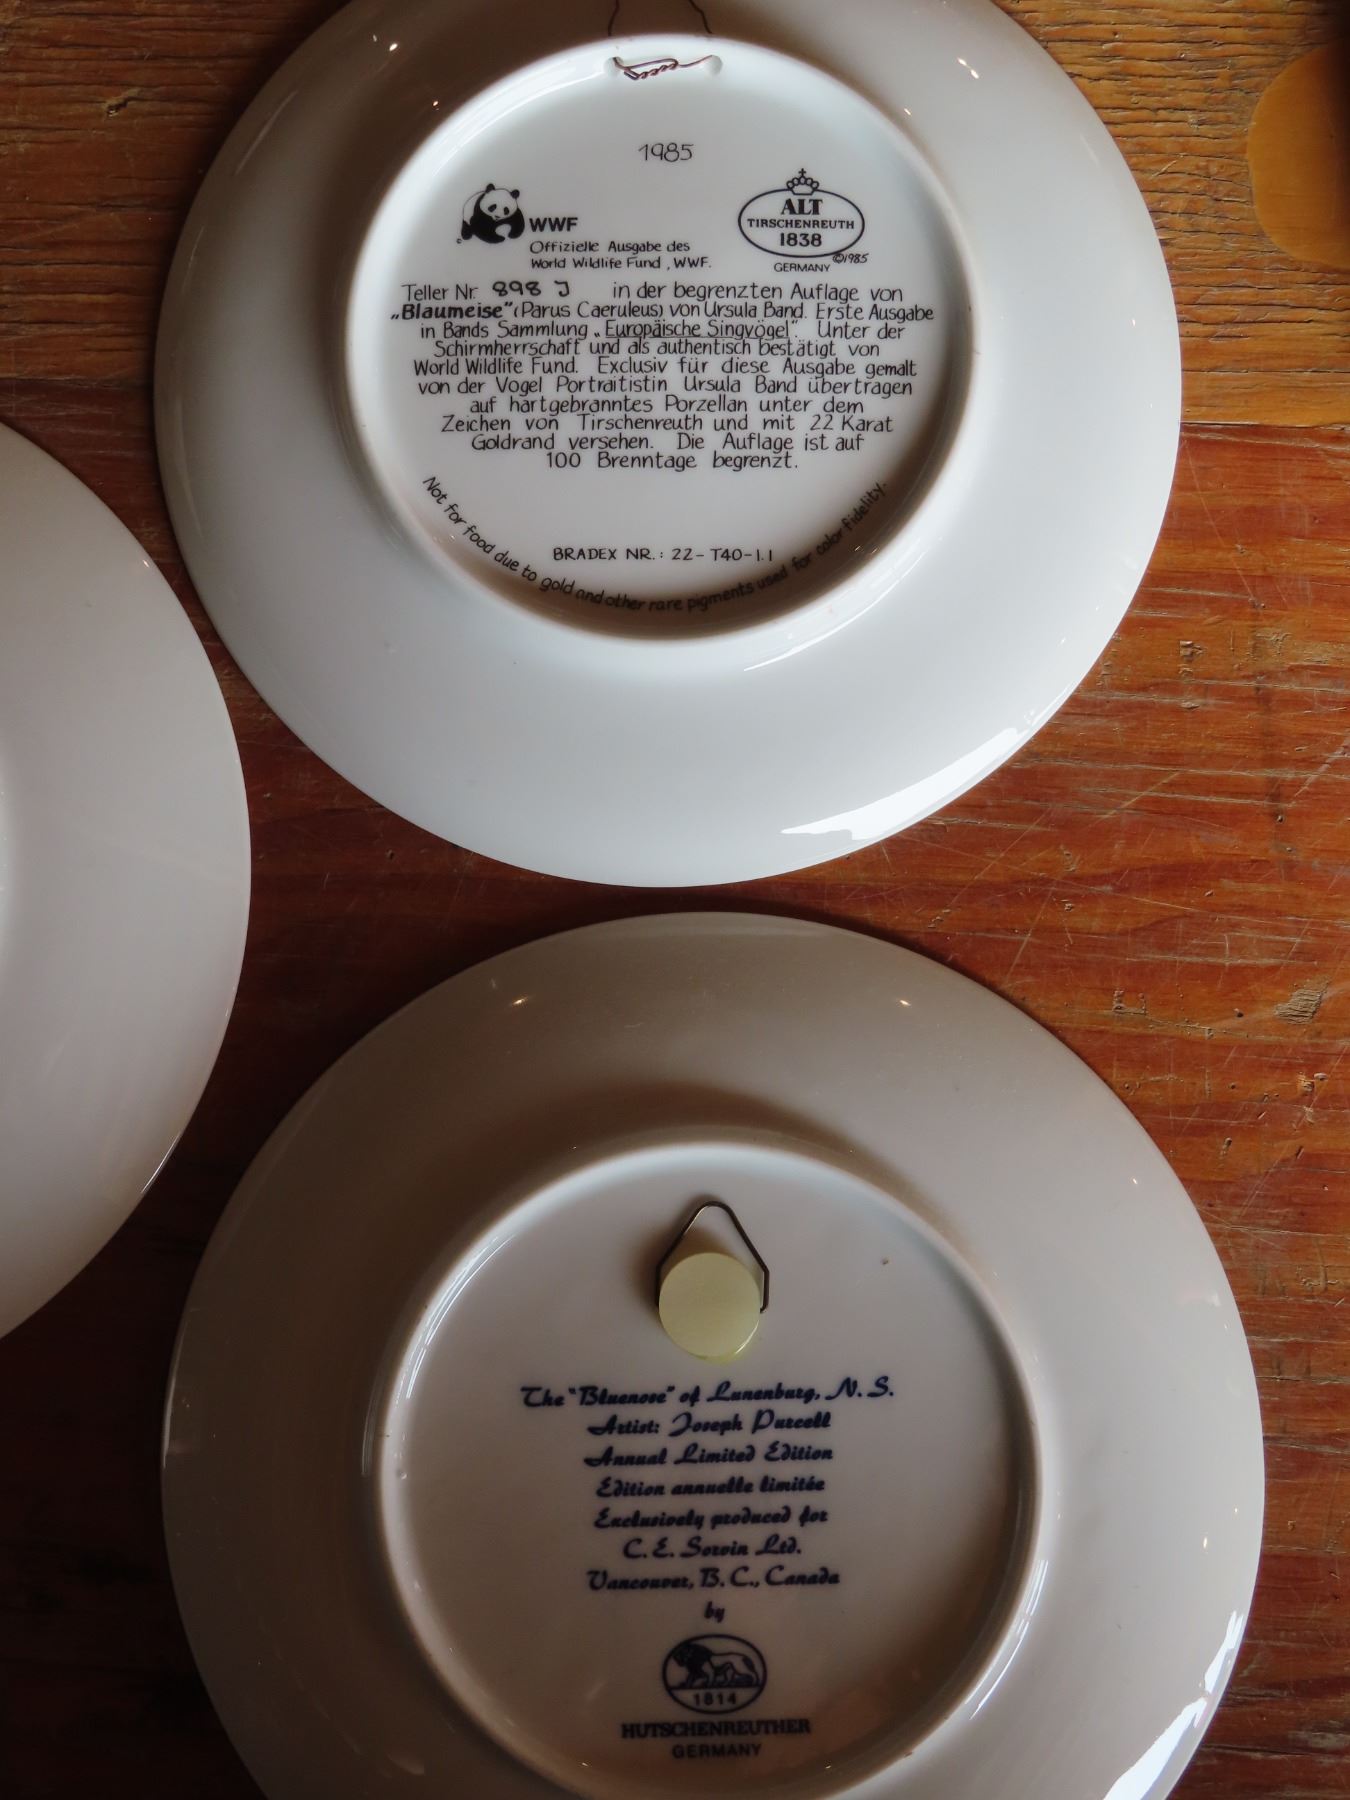 1985
WWF
Offizielle Ausgabe des
World Wildlife Fund, WWF.
ALT
TIRSCHENREUTH
1838
GERMANY ©1985
Teller Nr. 898 J in der begrenzten Auflage von
„Blaumeise" (Parus Caeruleus) von Ursula Band. Erste Ausgabe
in Bands Sammlung „Europäische Singvögel". Unter der
Schirmherrschaft und als authentisch bestätigt von
World Wildlife Fund. Exclusiv für diese Ausgabe gemalt
von der Vogel Portraitistin Ursula Band übertragen
auf hartgebranntes Porzellan unter dem
Zeichen von Tirschenreuth und mit 22 Karat
Goldrand versehen. Die Auflage ist auf
100 Brenntage begrenzt.
BRADEX NR.: 22-T40-1.1
Not for food due to gold and other rare pigments used for color fidelity.
The "Bluenose" of Lunenburg, N.S.
Artist: Joseph Purcell
Annual Limited Edition
Edition annuelle limitée
Exclusively produced for
C. E. Sorvin Ltd.
Vancouver, B. C., Canada
by
1814
HUTSCHENREUTHER
GERMANY